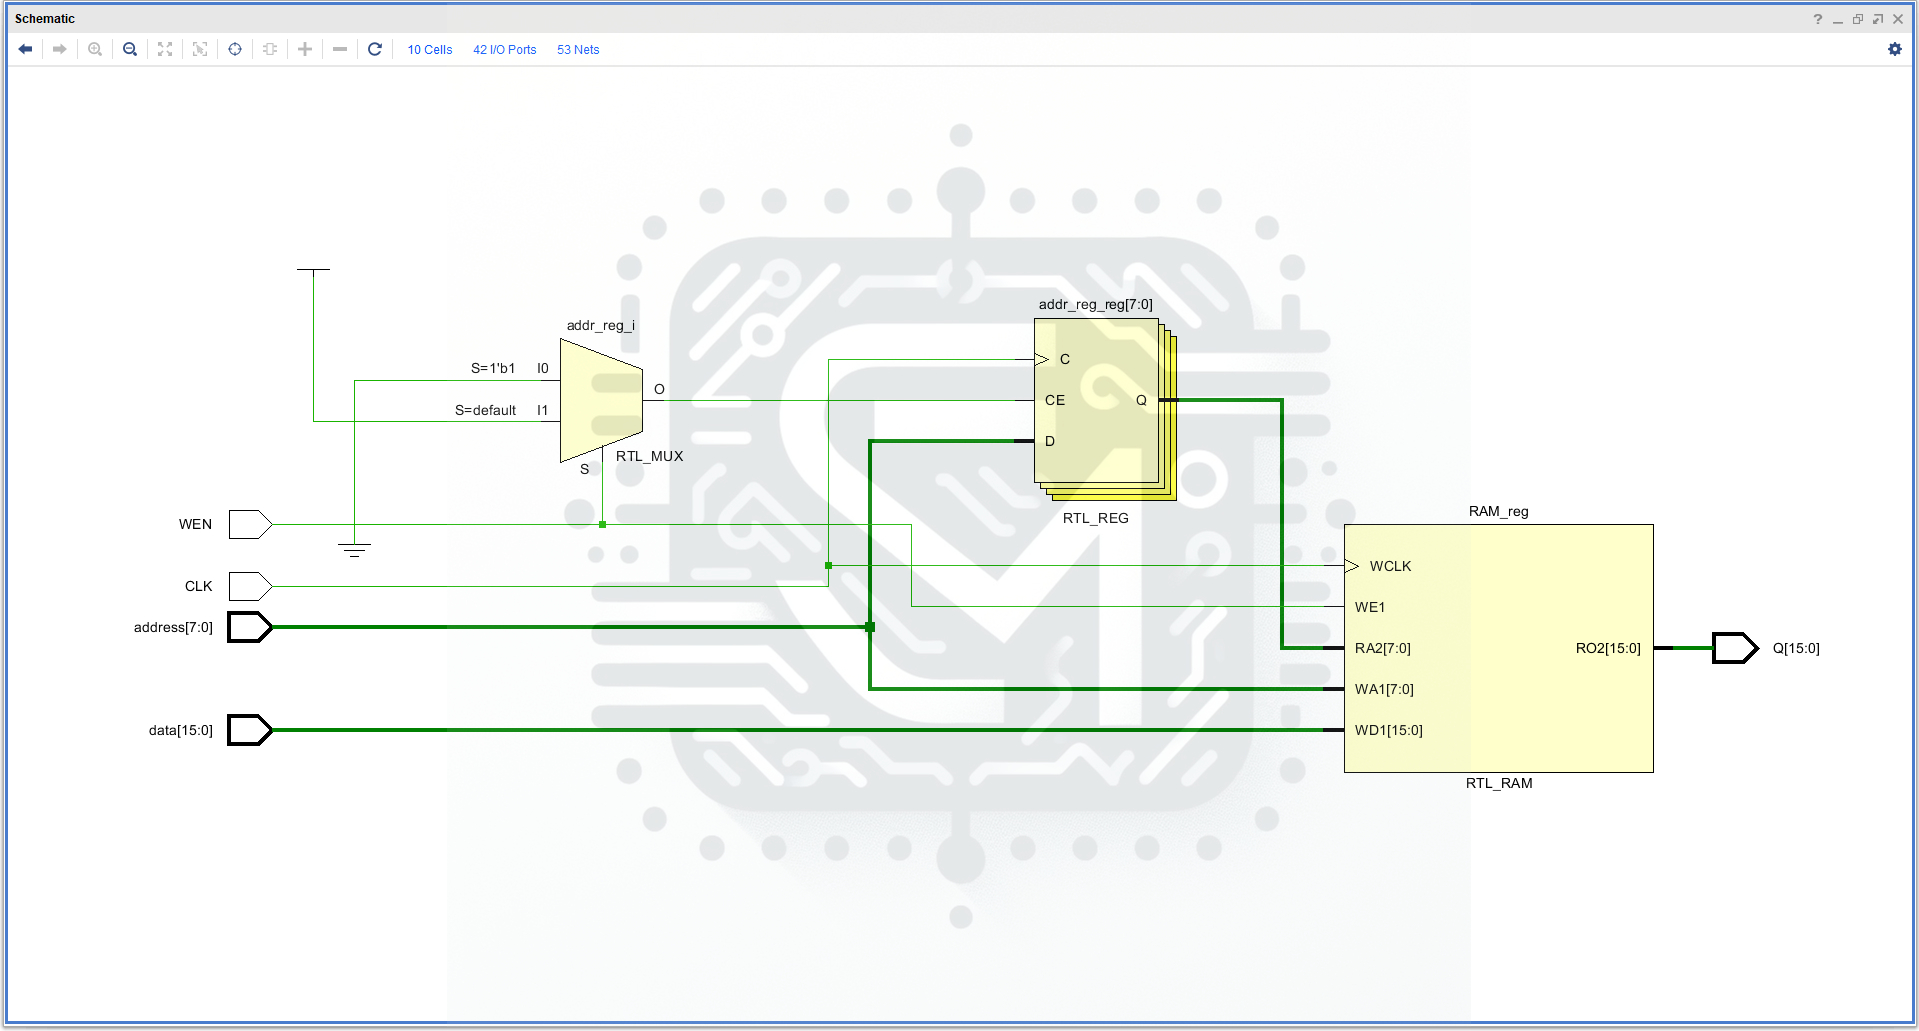 Schematic
?
10 Cells 42 I/O Ports 53 Nets
addr_reg_reg[7:0]
addr_reg_i
C
S=1'b1 I0
O
CE Q
S=default I1
D
RTL_MUX
S
RAM_reg
RTL_REG
WEN
WCLK
CLK
WE1
address[7:0]
RA2[7:0] RO2[15:0] Q[15:0]
WA1[7:0]
data[15:0] WD1[15:0]
RTL_RAM